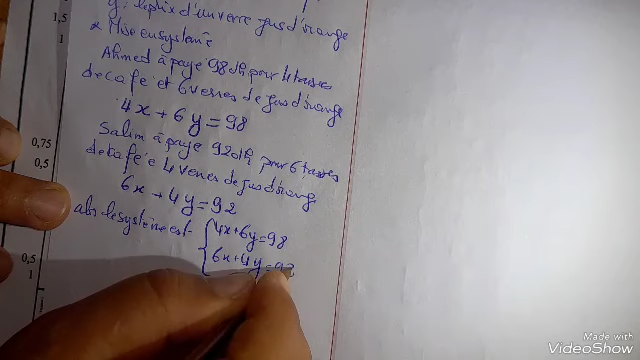 y: le prix d'un verre jus d'orange
* Mise en système
Ahmed à payé 98 dh pour 4 tasses
de café et 6 verres de jus d'orange
4x + 6y = 98
Salim à payé 92 dh pour 6 tasses
de café e 4 verres de jus d'orang
6x + 4y = 92
alors le système est
4x+6y=98
6x+4y=92
1,5
1
0,75
0,5
0,5
1
Made with
VideoShow